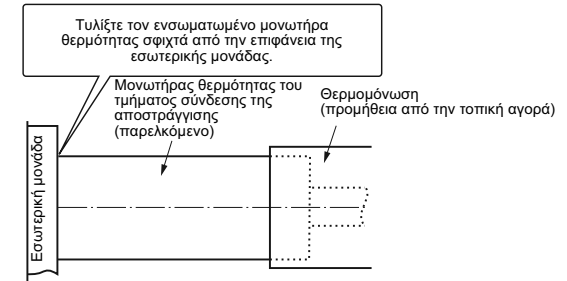 Τυλίξτε τον ενσωματωμένο μονωτήρα
θερμότητας σφιχτά από την επιφάνεια της
εσωτερικής μονάδας.
Μονωτήρας θερμότητας του
τμήματος σύνδεσης της
αποστράγγισης
(παρελκόμενο)
Θερμομόνωση
(προμήθεια από την τοπική αγορά)
Εσωτερική μονάδα